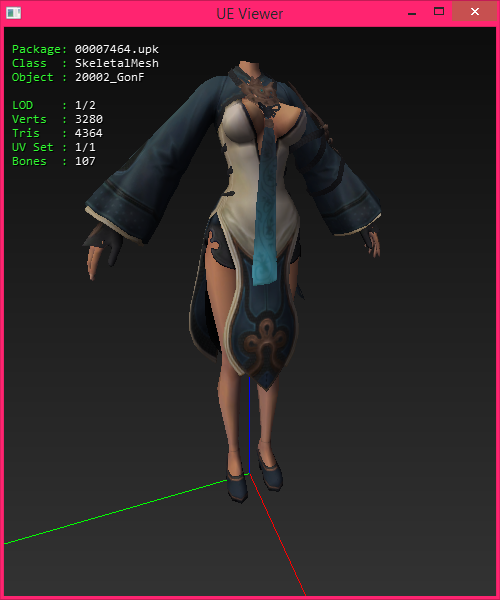 UE Viewer
Package: 00007464.upk
Class : SkeletalMesh
Object : 20002_GonF
LOD : 1/2
Verts : 3280
Tris : 4364
UV Set : 1/1
Bones : 107